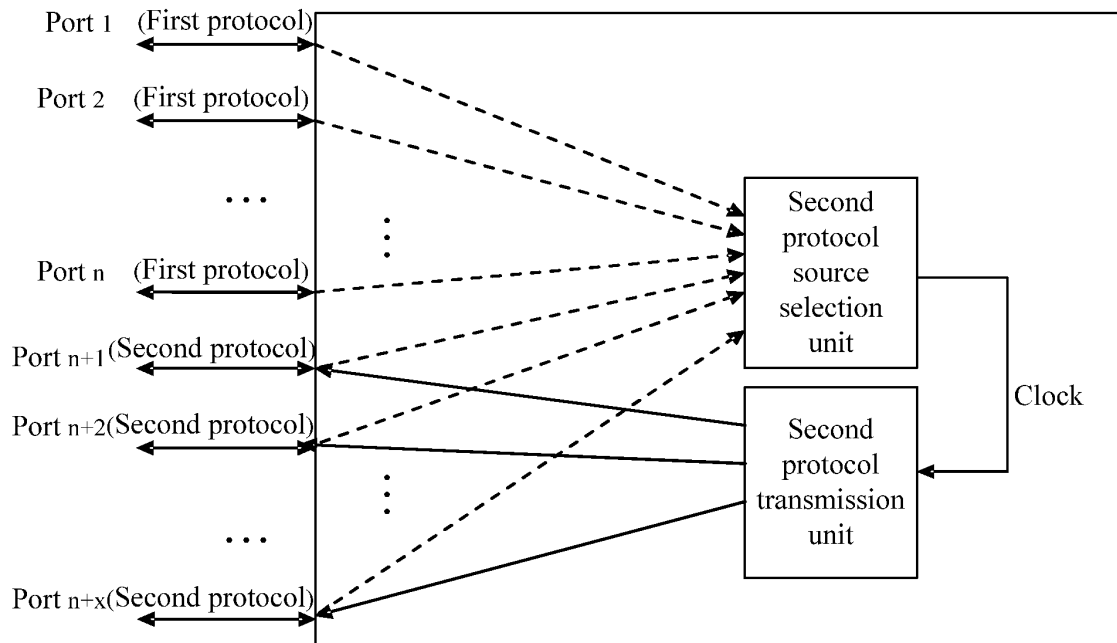 Port 1 (First protocol)
Port 2 (First protocol)
Port n (First protocol)
Port n+1 (Second protocol)
Port n+2 (Second protocol)
Port n+x (Second protocol)
Second
protocol
source
selection
unit
Clock
Second
protocol
transmission
unit